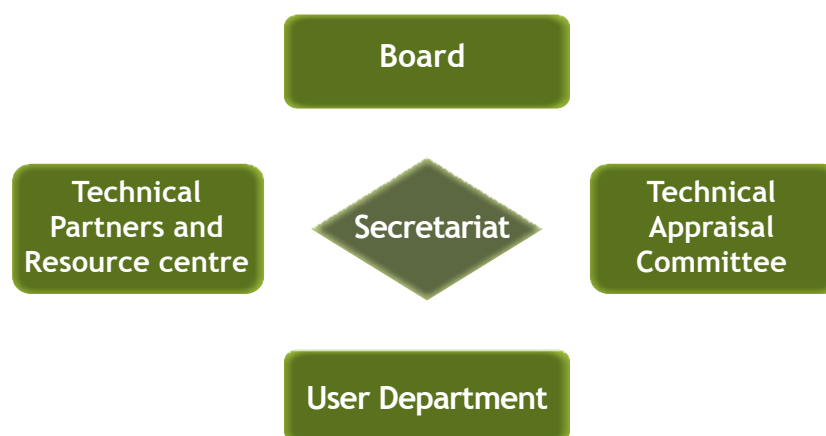 Board
Technical
Partners and
Resource centre
Secretariat
Technical
Appraisal
Committee
User Department